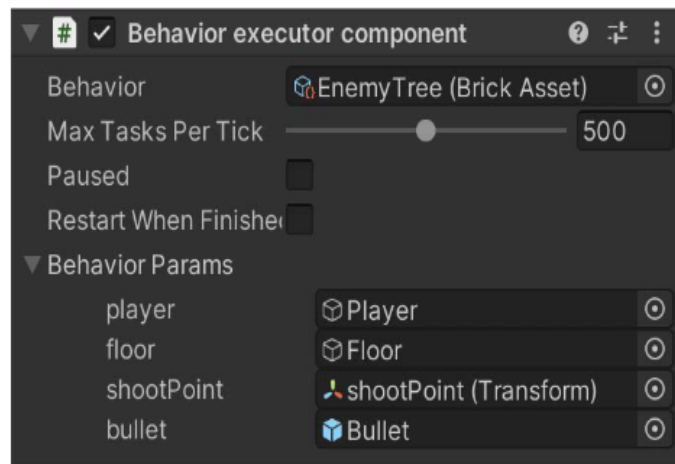 # Behavior executor component
Behavior EnemyTree (Brick Asset)
Max Tasks Per Tick 500
Paused
Restart When Finishe
Behavior Params
player Player
floor Floor
shootPoint shootPoint (Transform)
bullet Bullet